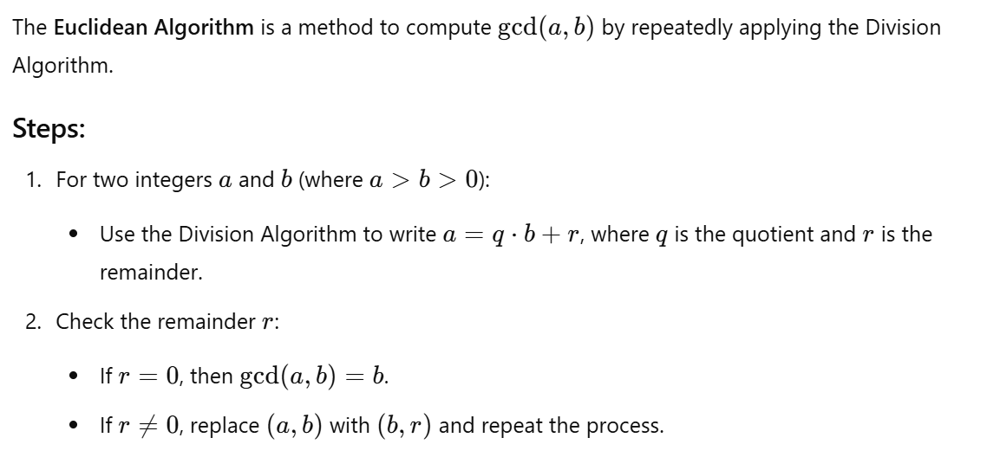 The Euclidean Algorithm is a method to compute gcd(a, b) by repeatedly applying the Division
Algorithm.
Steps:
1. For two integers a and b (where a > b > 0):
• Use the Division Algorithm to write a = q · b + r, where q is the quotient and r is the
remainder.
2. Check the remainder r:
• If r = 0, then gcd(a, b) = b.
• If r ≠ 0, replace (a, b) with (b, r) and repeat the process.